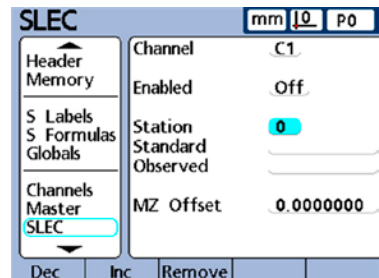 SLEC
mm 0 P0
Header
Memory
S Labels
S Formulas
Globals
Channels
Master
SLEC
Channel C1
Enabled Off
Station 0
Standard
Observed
MZ Offset 0.0000000
Dec Inc Remove